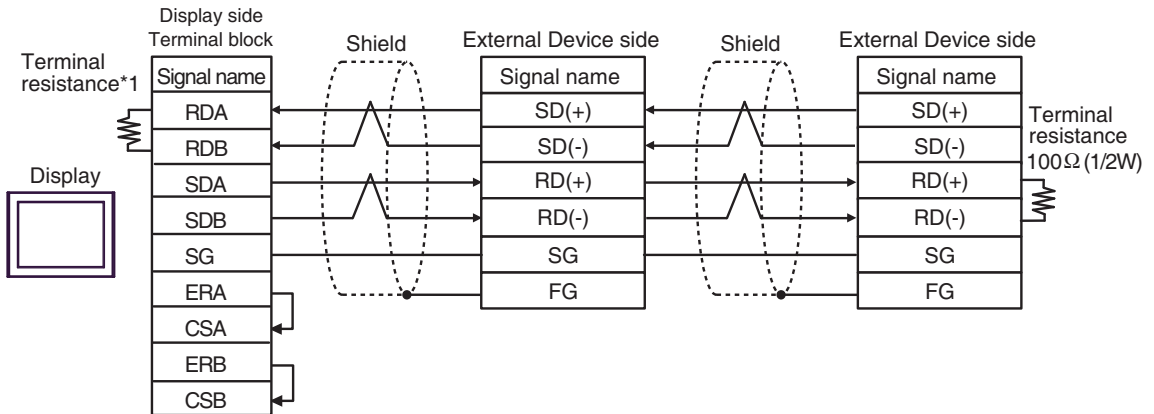 Display side
Terminal block
Terminal
resistance*1
Display
Signal name
RDA
RDB
SDA
SDB
SG
ERA
CSA
ERB
CSB
Shield
External Device side
Signal name
SD(+)
SD(-)
RD(+)
RD(-)
SG
FG
Shield
External Device side
Signal name
SD(+)
SD(-)
RD(+)
RD(-)
SG
FG
Terminal
resistance
100Ω (1/2W)